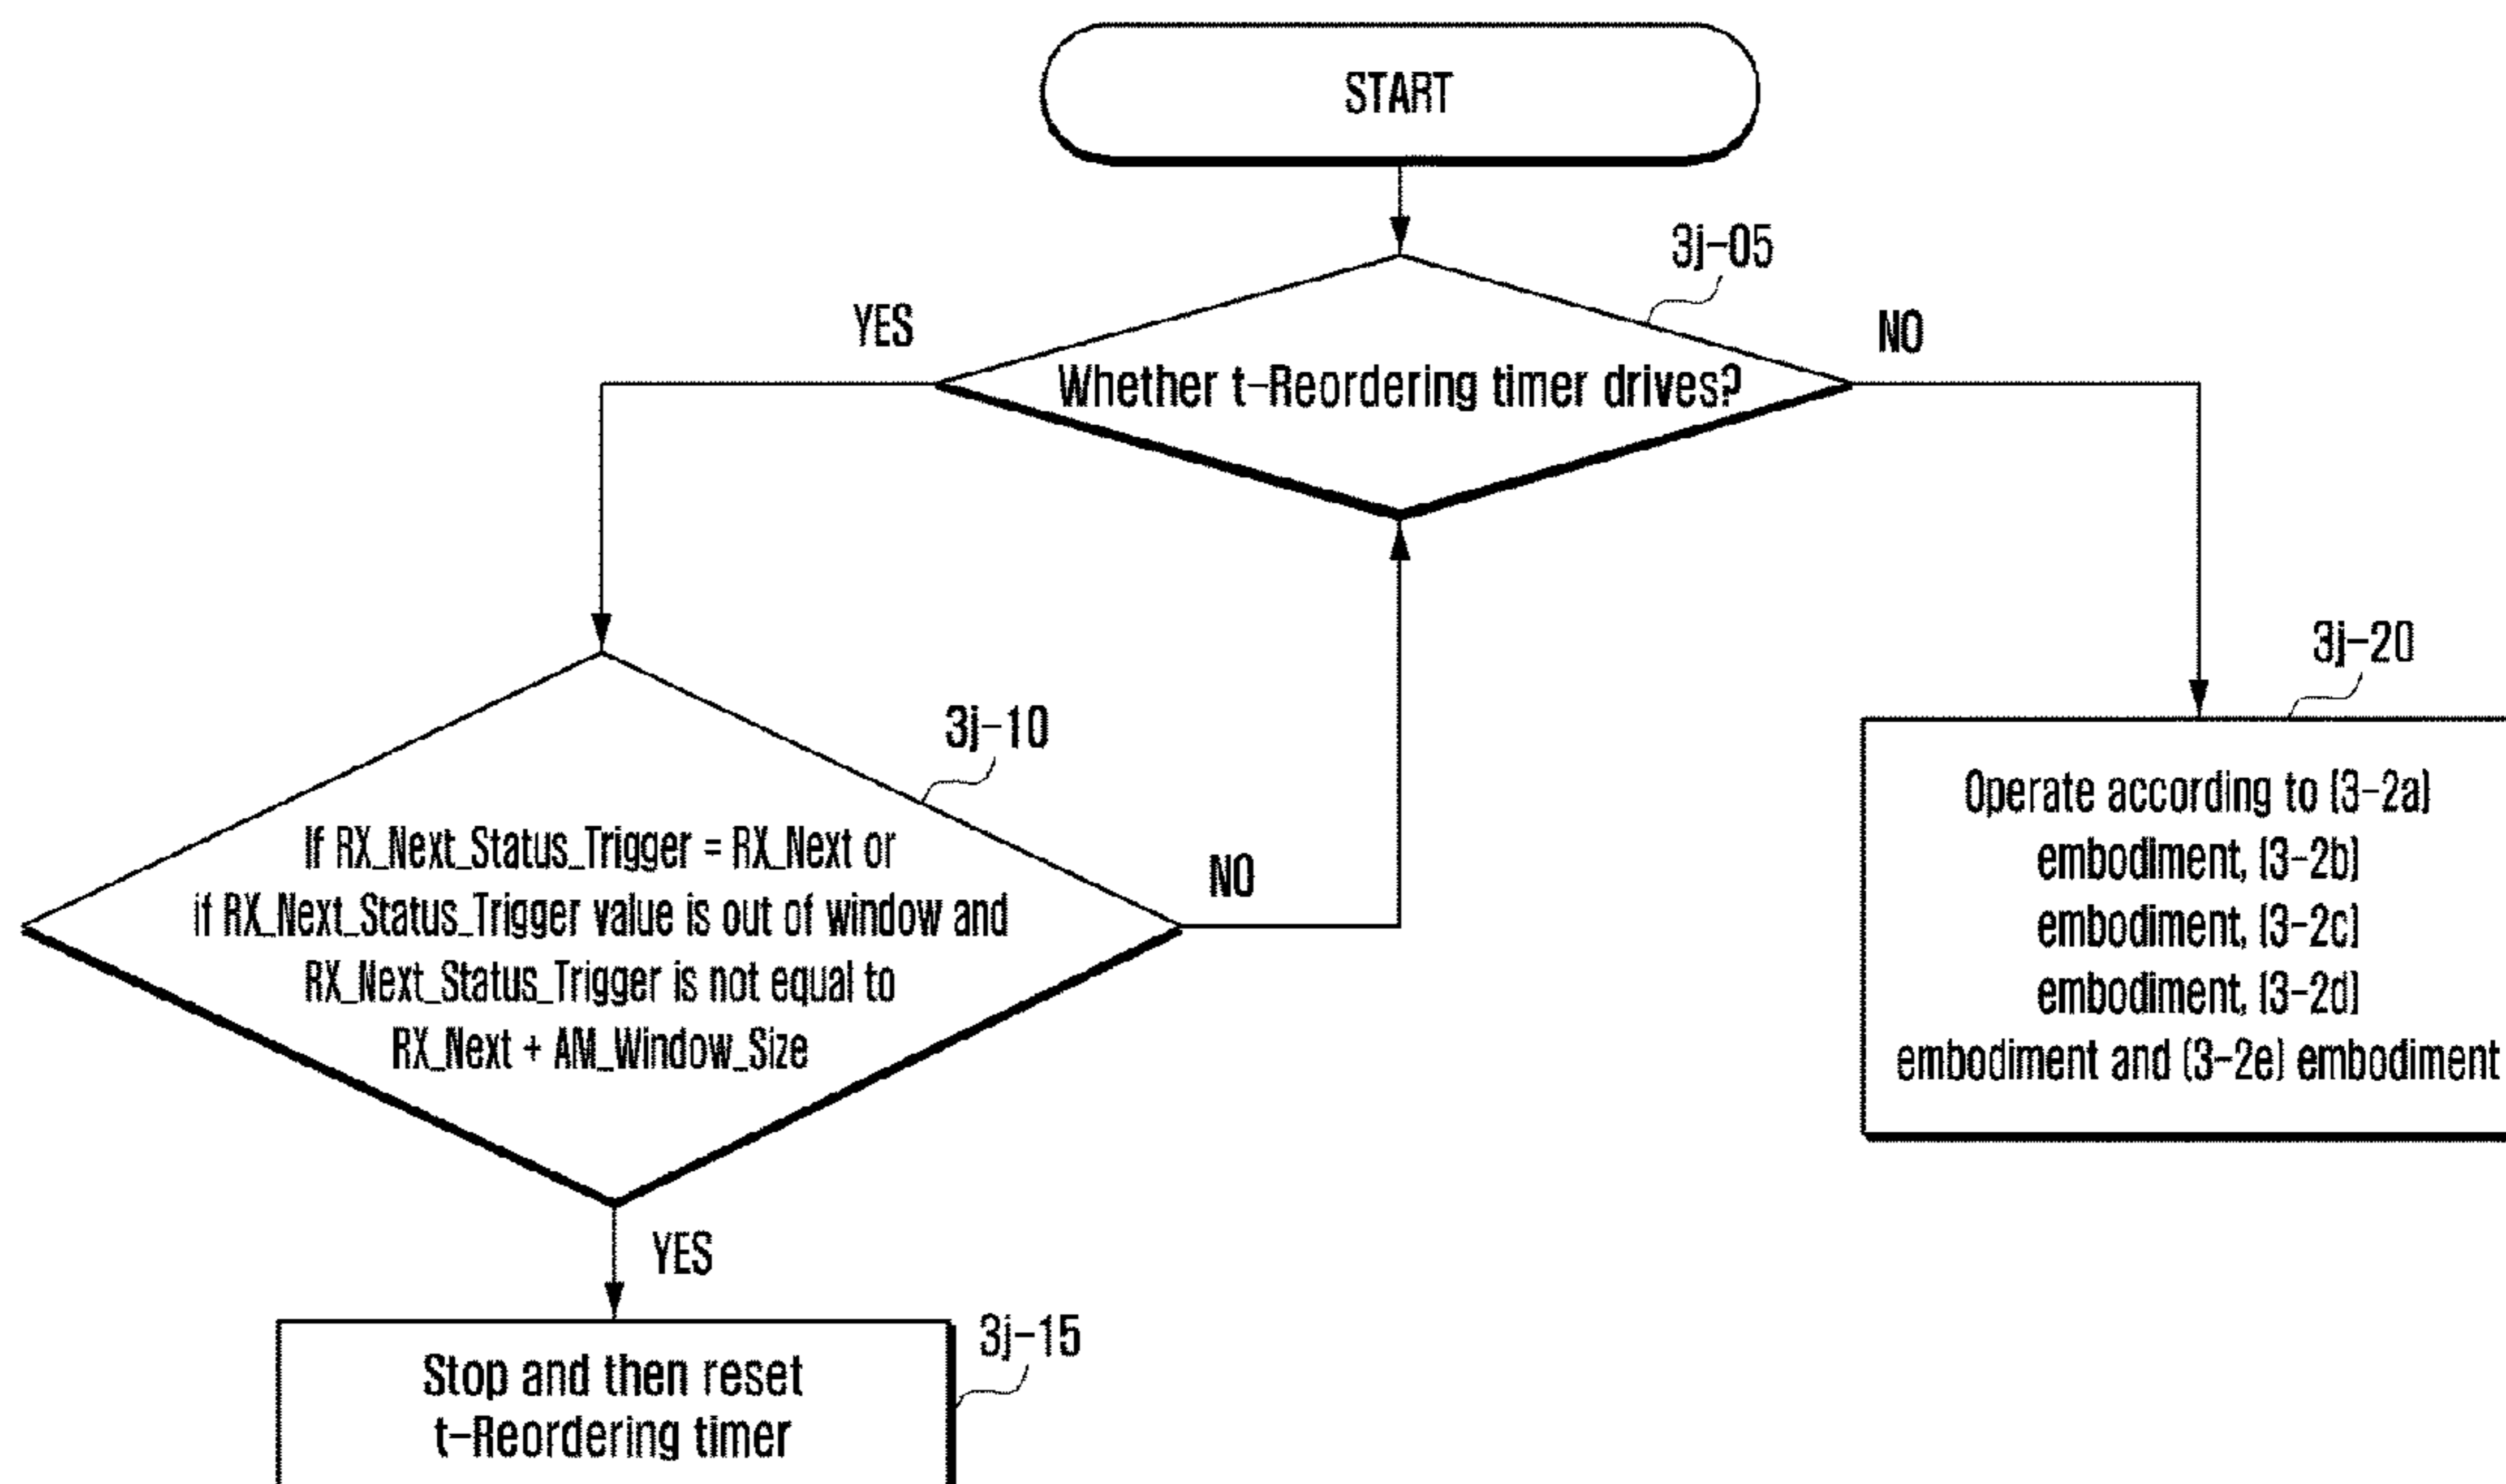 START
3j-05
YES
NO
Whether t-Reordering timer drives?
3j-20
3j-10
Operate according to (3-2a)
embodiment, (3-2b)
embodiment, (3-2c)
embodiment, (3-2d)
embodiment and (3-2e) embodiment
If RX_Next_Status_Trigger = RX_Next or
if RX_Next_Status_Trigger value is out of window and
RX_Next_Status_Trigger is not equal to
RX_Next + AM_Window_Size
NO
YES
3j-15
Stop and then reset
t-Reordering timer